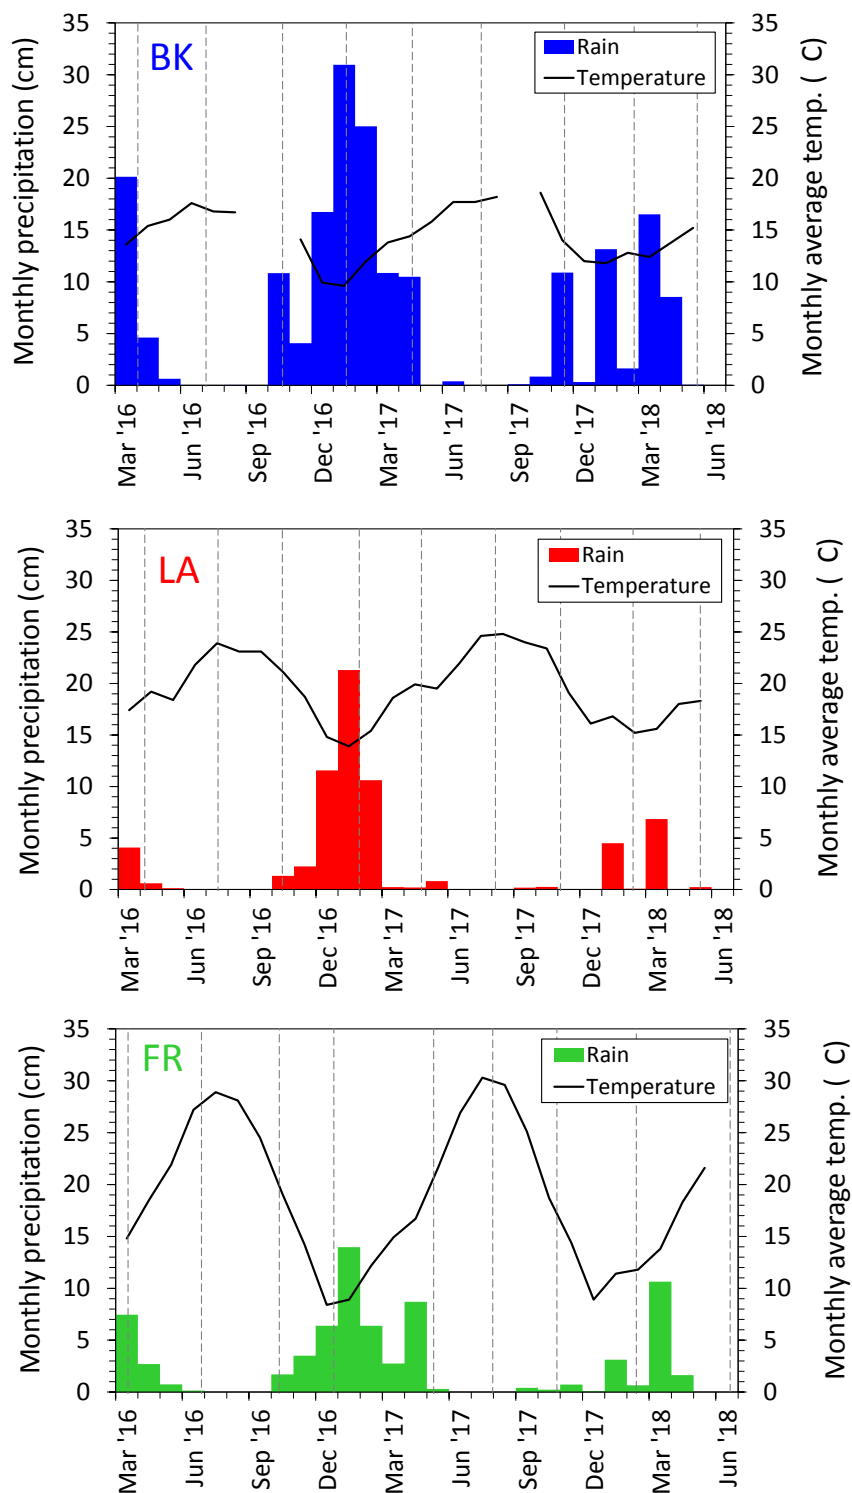 BK
Rain
Temperature
Monthly precipitation (cm)
35
30
25
20
15
10
5
0
35
30
25
20
15
10
5
0
Monthly average temp. ( C)
Mar '16
Jun '16
Sep '16
Dec '16
Mar '17
Jun '17
Sep '17
Dec '17
Mar '18
Jun '18
LA
Rain
Temperature
Monthly precipitation (cm)
35
30
25
20
15
10
5
0
35
30
25
20
15
10
5
0
Monthly average temp. ( C)
Mar '16
Jun '16
Sep '16
Dec '16
Mar '17
Jun '17
Sep '17
Dec '17
Mar '18
Jun '18
FR
Rain
Temperature
Monthly precipitation (cm)
35
30
25
20
15
10
5
0
35
30
25
20
15
10
5
0
Monthly average temp. ( C)
Mar '16
Jun '16
Sep '16
Dec '16
Mar '17
Jun '17
Sep '17
Dec '17
Mar '18
Jun '18